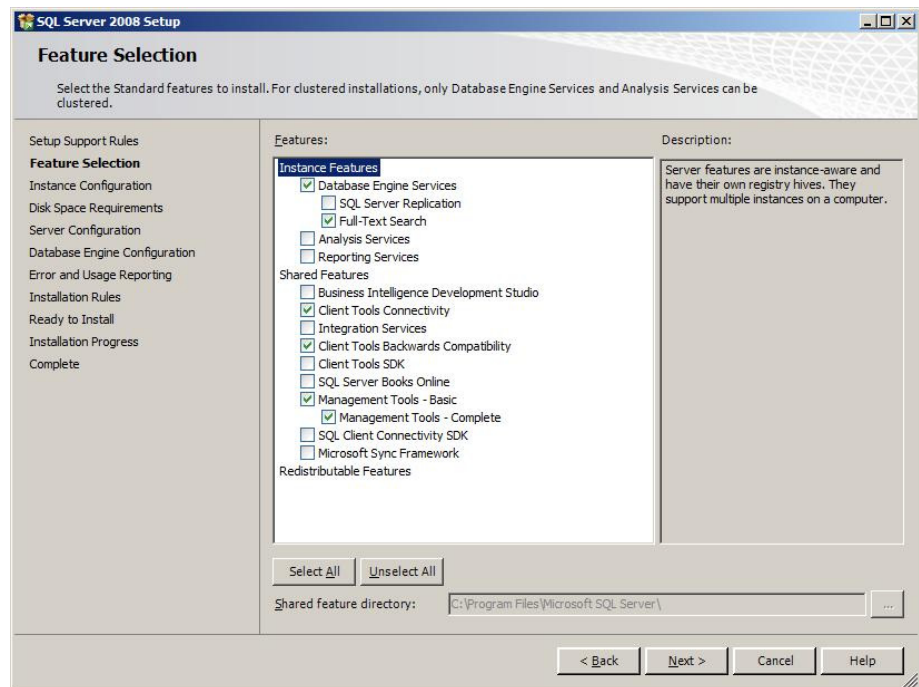 SQL Server 2008 Setup
Feature Selection
Select the Standard features to install. For clustered installations, only Database Engine Services and Analysis Services can be
clustered.
Setup Support Rules
Feature Selection
Instance Configuration
Disk Space Requirements
Server Configuration
Database Engine Configuration
Error and Usage Reporting
Installation Rules
Ready to Install
Installation Progress
Complete
Features:
Instance Features
Database Engine Services
SQL Server Replication
Full-Text Search
Analysis Services
Reporting Services
Shared Features
Business Intelligence Development Studio
Client Tools Connectivity
Integration Services
Client Tools Backwards Compatibility
Client Tools SDK
SQL Server Books Online
Management Tools - Basic
Management Tools - Complete
SQL Client Connectivity SDK
Microsoft Sync Framework
Redistributable Features
Description:
Server features are instance-aware and
have their own registry hives. They
support multiple instances on a computer.
Select All
Unselect All
Shared feature directory:
C:\Program Files\Microsoft SQL Server\
...
< Back
Next >
Cancel
Help